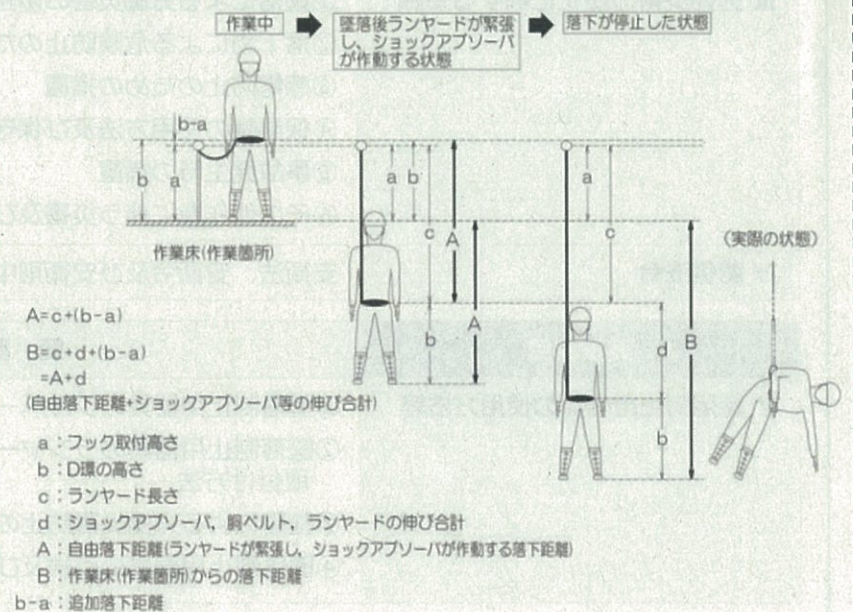 作業中
墜落後ランヤードが緊張
し、ショックアブソーバ
が作動する状態
落下が停止した状態
b-a
b
a
作業床(作業箇所)
a
b
c
A
b
A
a
c
d
b
B
(実際の状態)
A=c+(b-a)
B=c+d+(b-a)
=A+d
(自由落下距離+ショックアブソーバ等の伸び合計)
a:フック取付高さ
b:D環の高さ
c:ランヤード長さ
d:ショックアブソーバ，胴ベルト，ランヤードの伸び合計
A:自由落下距離(ランヤードが緊張し、ショックアブソーバが作動する落下距離)
B:作業床(作業箇所)からの落下距離
b-a:追加落下距離